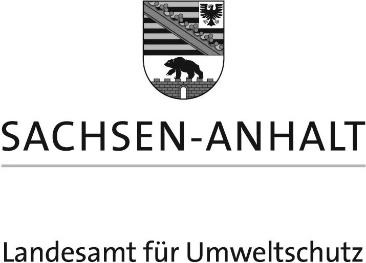 SACHSEN-ANHALT
Landesamt für Umweltschutz